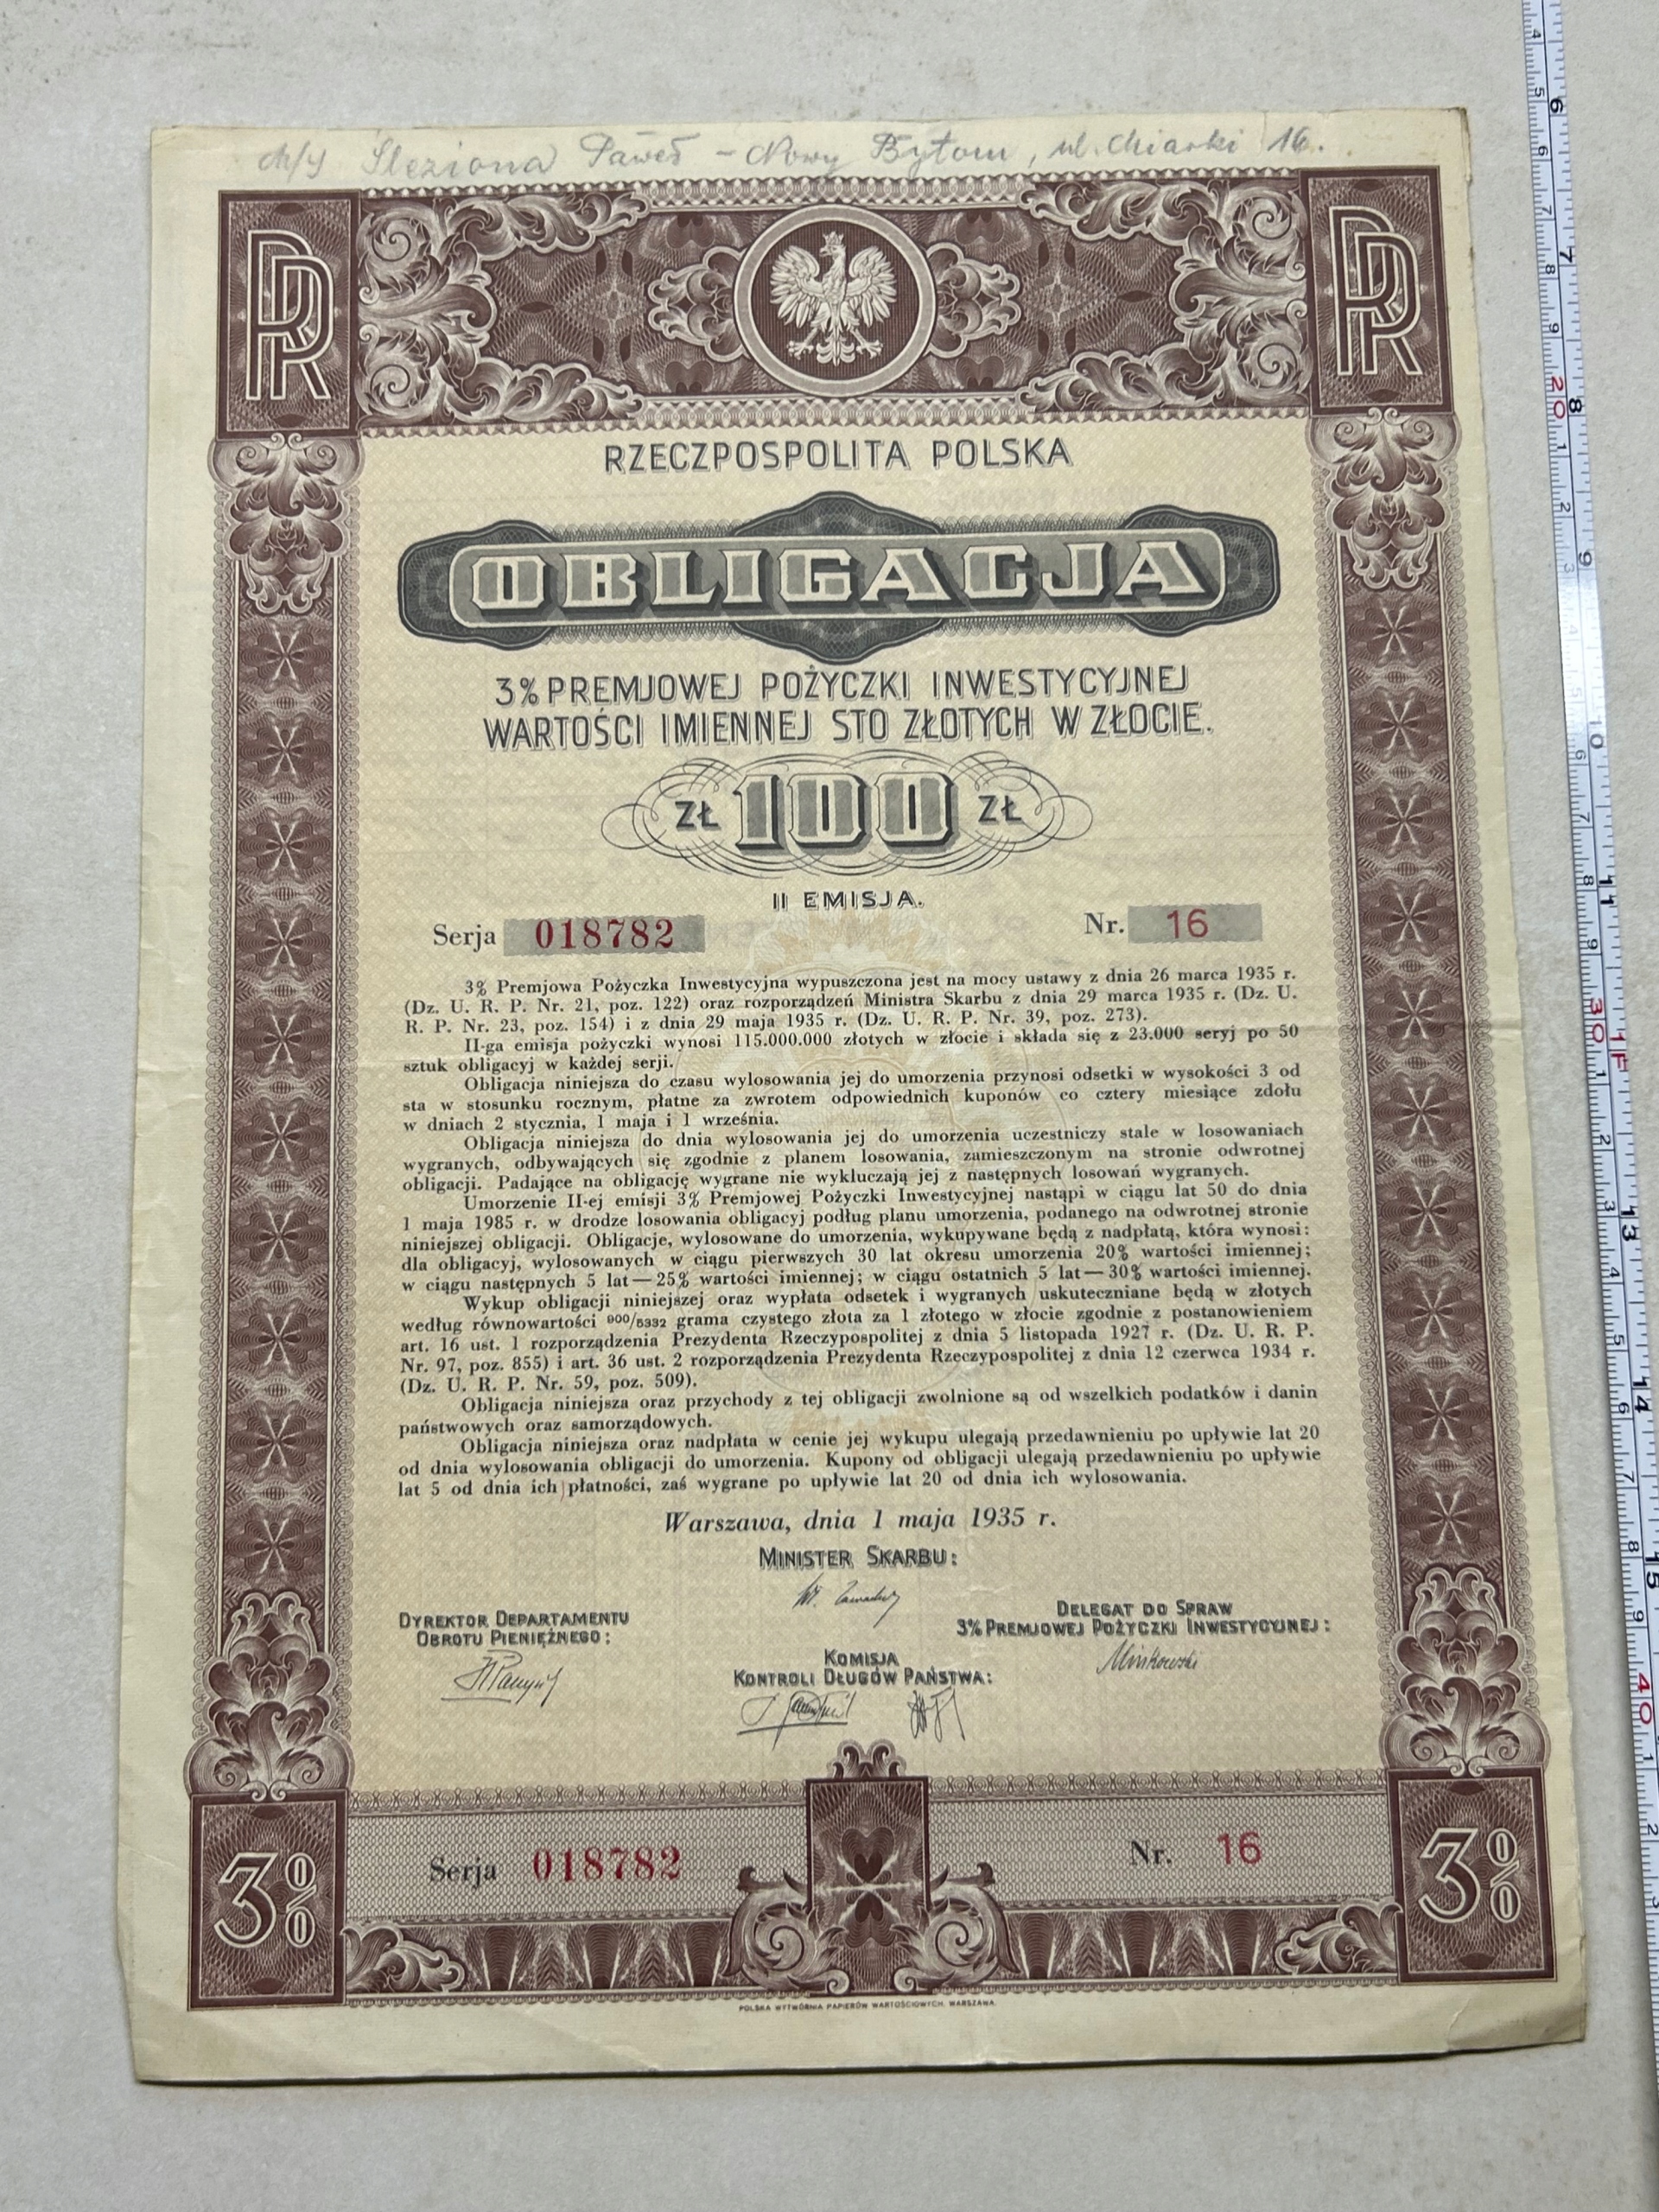 Śleziona Paweł - Nowy Bytom, ul. Miarki 16.
RP RP
RZECZPOSPOLITA POLSKA
OBLIGACJA
3% PREMJOWEJ POŻYCZKI INWESTYCYJNEJ
WARTOŚCI IMIENNEJ STO ZŁOTYCH W ZŁOCIE.
ZŁ 100 ZŁ
II EMISJA.
Serja 018782 Nr. 16
3% Premjowa Pożyczka Inwestycyjna wypuszczona jest na mocy ustawy z dnia 26 marca 1935 r.
(Dz. U. R. P. Nr. 21, poz. 122) oraz rozporządzeń Ministra Skarbu z dnia 29 marca 1935 r. (Dz. U.
R. P. Nr. 23, poz. 154) i z dnia 29 maja 1935 r. (Dz. U. R. P. Nr. 39, poz. 273).
II-ga emisja pożyczki wynosi 115.000.000 złotych w złocie i składa się z 23.000 seryj po 50
sztuk obligacyj w każdej serji.
Obligacja niniejsza do czasu wylosowania jej do umorzenia przynosi odsetki w wysokości 3 od
sta w stosunku rocznym, płatne za zwrotem odpowiednich kuponów co cztery miesiące zdołu
w dniach 2 stycznia, 1 maja i 1 września.
Obligacja niniejsza do dnia wylosowania jej do umorzenia uczestniczy stale w losowaniach
wygranych, odbywających się zgodnie z planem losowania, zamieszczonym na stronie odwrotnej
obligacji. Padające na obligację wygrane nie wykluczają jej z następnych losowań wygranych.
Umorzenie II-ej emisji 3% Premjowej Pożyczki Inwestycyjnej nastąpi w ciągu lat 50 do dnia
1 maja 1985 r. w drodze losowania obligacyj podług planu umorzenia, podanego na odwrotnej stronie
niniejszej obligacji. Obligacje, wylosowane do umorzenia, wykupywane będą z nadpłatą, która wynosi:
dla obligacyj, wylosowanych w ciągu pierwszych 30 lat okresu umorzenia 20% wartości imiennej;
w ciągu następnych 5 lat — 25% wartości imiennej; w ciągu ostatnich 5 lat — 30% wartości imiennej.
Wykup obligacji niniejszej oraz wypłata odsetek i wygranych uskuteczniane będą w złotych
według równowartości 900/5332 grama czystego złota za 1 złotego w złocie zgodnie z postanowieniem
art. 16 ust. 1 rozporządzenia Prezydenta Rzeczypospolitej z dnia 5 listopada 1927 r. (Dz. U. R. P.
Nr. 97, poz. 855) i art. 36 ust. 2 rozporządzenia Prezydenta Rzeczypospolitej z dnia 12 czerwca 1934 r.
(Dz. U. R. P. Nr. 59, poz. 509).
Obligacja niniejsza oraz przychody z tej obligacji zwolnione są od wszelkich podatków i danin
państwowych oraz samorządowych.
Obligacja niniejsza oraz nadpłata w cenie jej wykupu ulegają przedawnieniu po upływie lat 20
od dnia wylosowania obligacji do umorzenia. Kupony od obligacji ulegają przedawnieniu po upływie
lat 5 od dnia ich płatności, zaś wygrane po upływie lat 20 od dnia ich wylosowania.
Warszawa, dnia 1 maja 1935 r.
MINISTER SKARBU:
DYREKTOR DEPARTAMENTU
OBROTU PIENIĘŻNEGO:
DELEGAT DO SPRAW
3% PREMJOWEJ POŻYCZKI INWESTYCYJNEJ:
Minkowski
KOMISJA
KONTROLI DŁUGÓW PAŃSTWA:
Serja 018782 Nr. 16
3% 3%
POLSKA WYTWÓRNIA PAPIERÓW WARTOŚCIOWYCH. WARSZAWA.